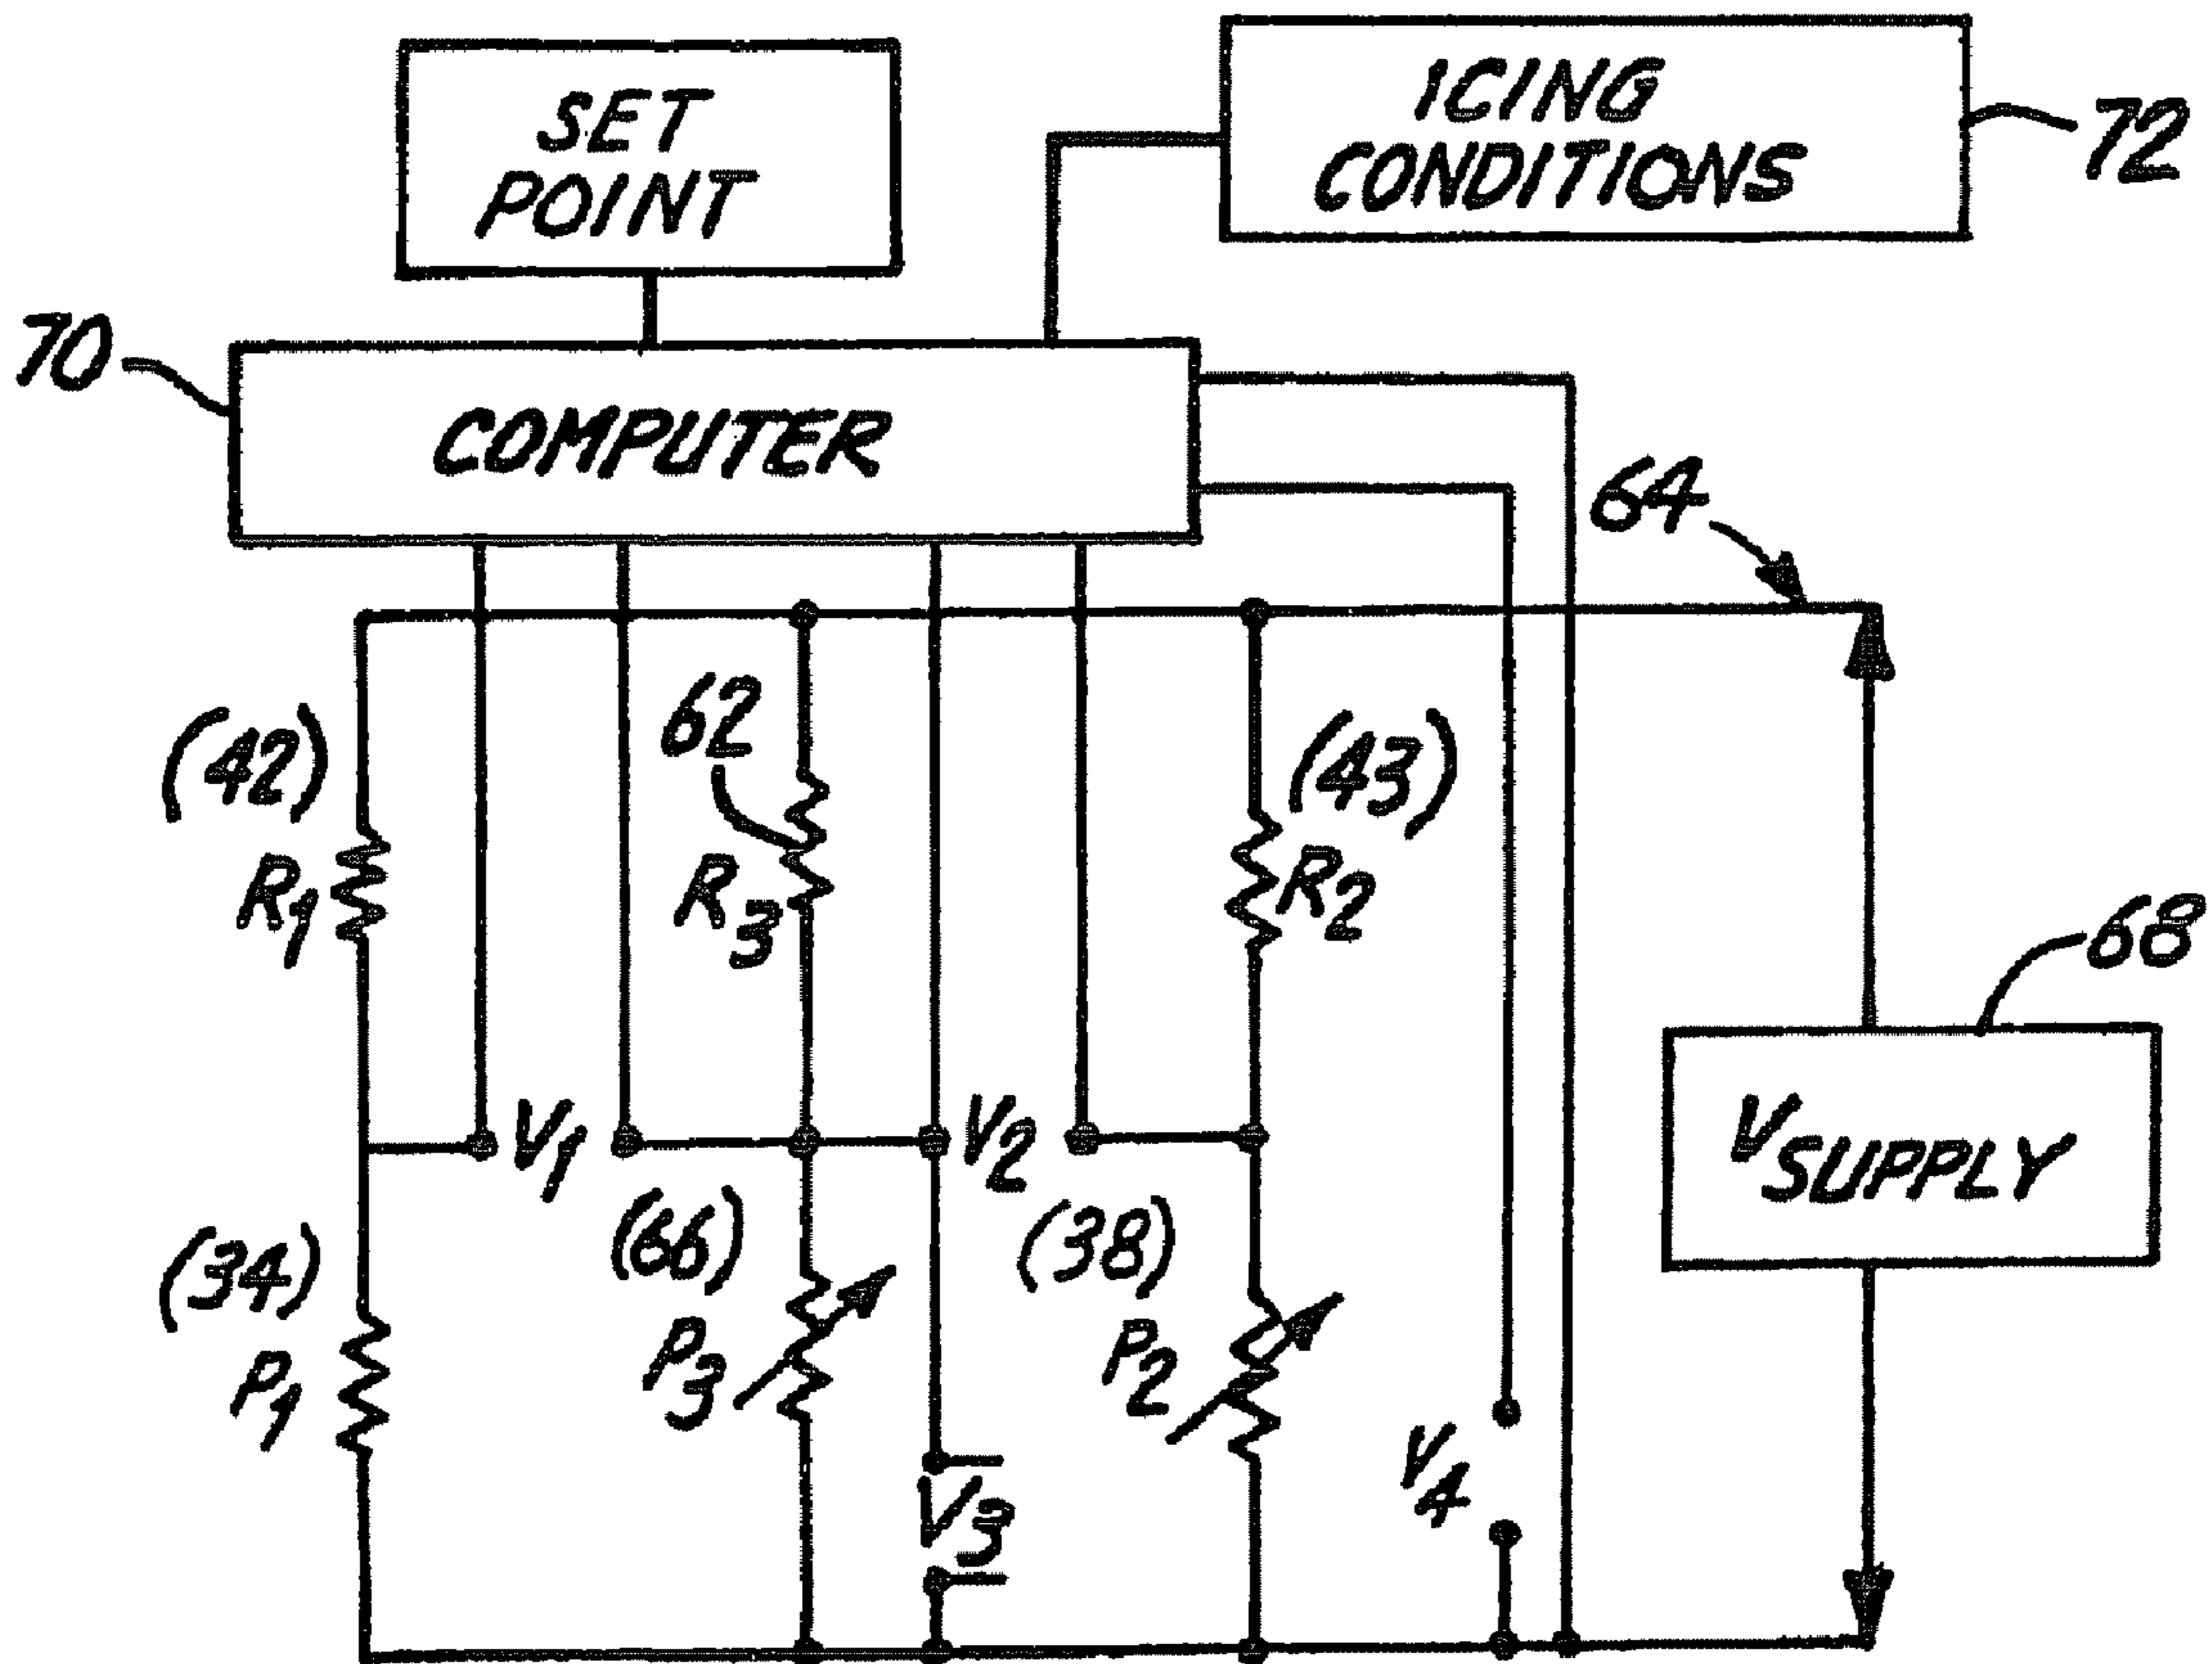 SET
POINT
ICING
CONDITIONS
72
70
COMPUTER
64
(42)
62
(43)
R1
R3
R2
68
V1
V2
VSUPPLY
(34)
(66)
(38)
P1
P3
P2
V4
V3